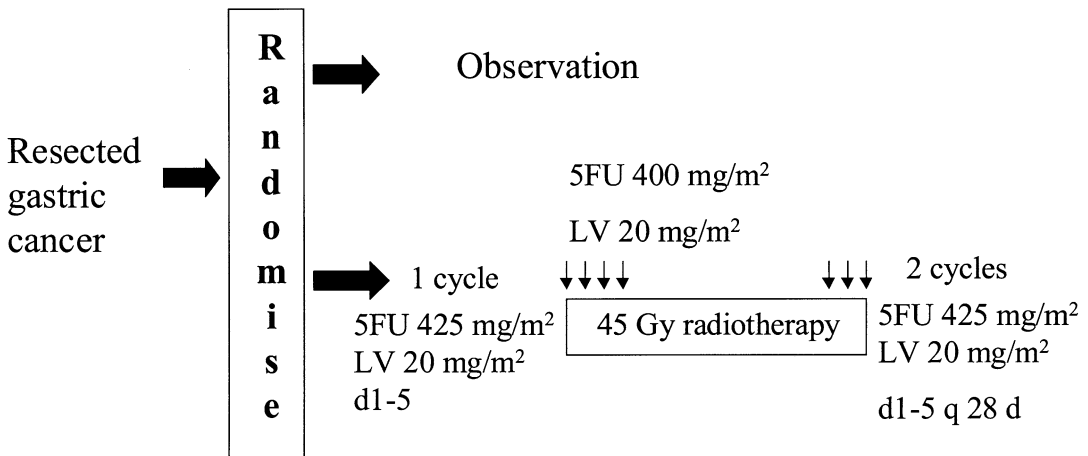 Resected
gastric
cancer
Randomise
Observation
1 cycle
5FU 425 mg/m²
LV 20 mg/m²
d1-5
5FU 400 mg/m²
LV 20 mg/m²
45 Gy radiotherapy
2 cycles
5FU 425 mg/m²
LV 20 mg/m²
d1-5 q 28 d